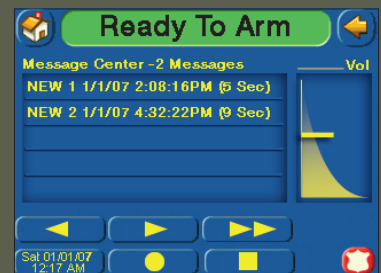 Ready To Arm
Message Center -2 Messages
Vol
NEW 1 1/1/07 2:08:16PM (5 Sec)
NEW 2 1/1/07 4:32:22PM (9 Sec)
Sat 01/01/07
12:17 AM